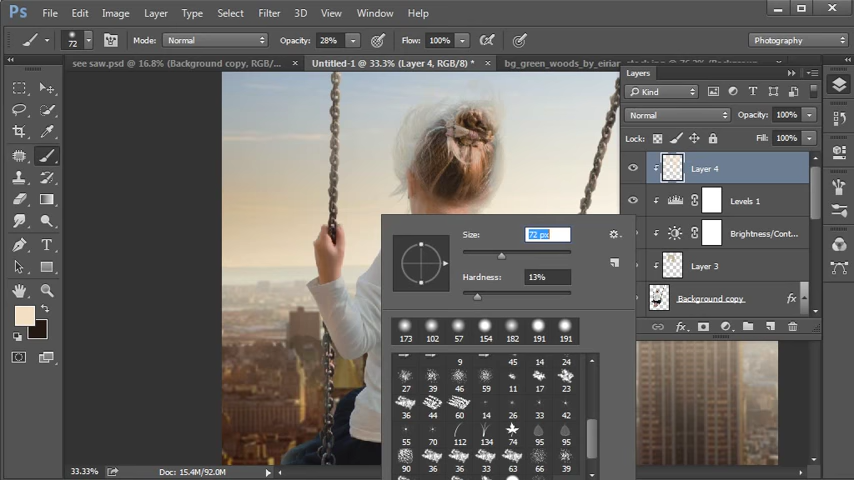 Ps File Edit Image Layer Type Select Filter 3D View Window Help
72 Mode: Normal Opacity: 28% Flow: 100% Photography
see saw.psd @ 16.8% (Background copy, RGB/... × Untitled-1 @ 33.3% (Layer 4, RGB/8) * ×
Layers
Kind
Normal Opacity: 100%
Lock: Fill: 100%
Layer 4
Levels 1
Brightness/Cont...
Layer 3
Background copy fx
fx
Size: 72 px
Hardness: 13%
173 102 57 154 182 191 191
9 45 14 24
27 39 46 59 11 17 23
36 44 60 14 26 33 42
55 70 112 134 74 95 95
90 36 36 33 63 66 39
T
33.33% Doc: 15.4M/92.0M